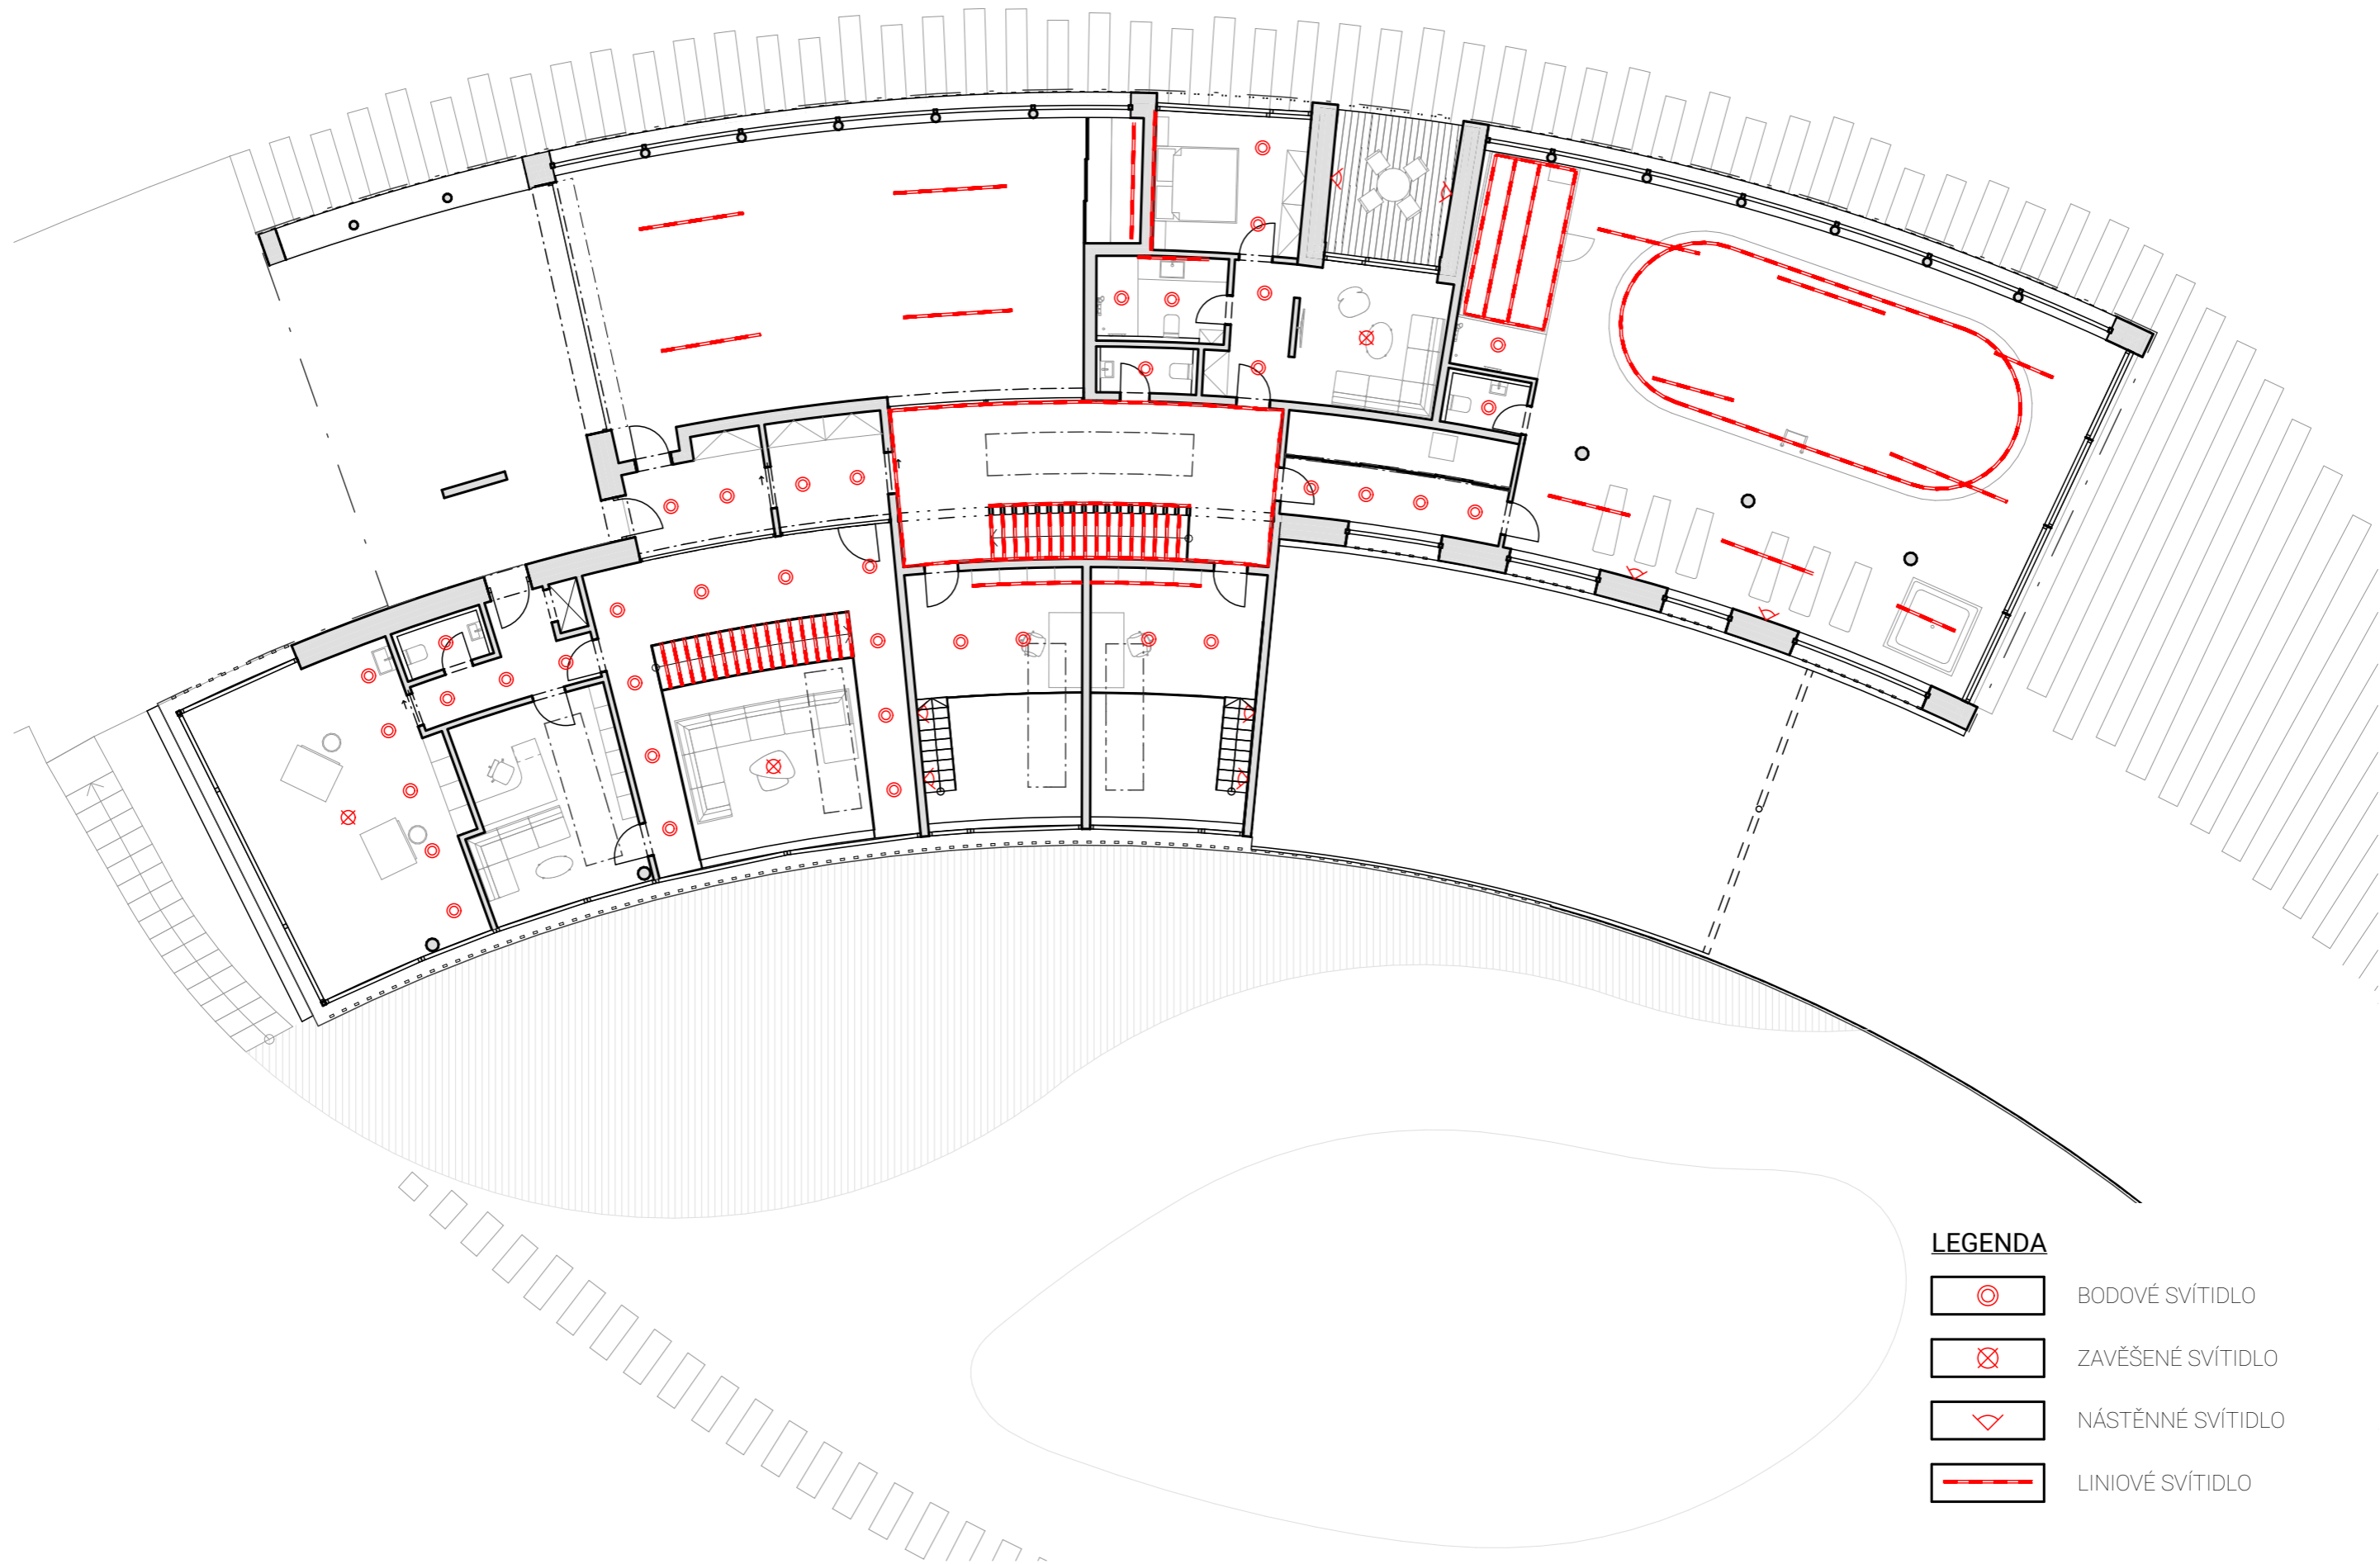 LEGENDA
BODOVÉ SVÍTIDLO
ZAVĚŠENÉ SVÍTIDLO
NÁSTĚNNÉ SVÍTIDLO
LINIOVÉ SVÍTIDLO